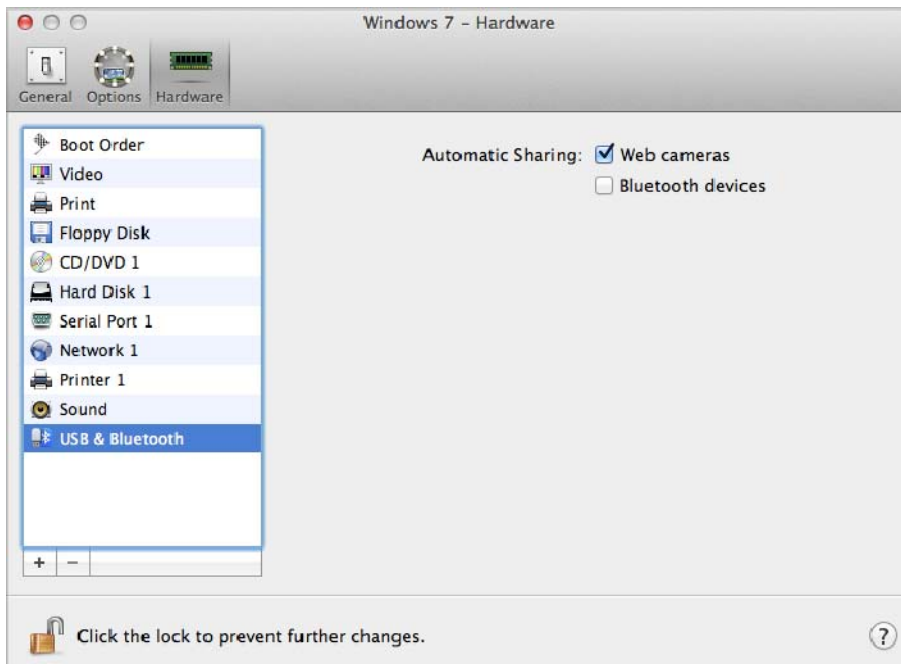 Windows 7 – Hardware
General Options Hardware
Boot Order
Video
Print
Floppy Disk
CD/DVD 1
Hard Disk 1
Serial Port 1
Network 1
Printer 1
Sound
USB & Bluetooth
+ −
Automatic Sharing: Web cameras
Bluetooth devices
Click the lock to prevent further changes.
?